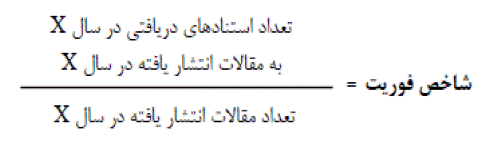 تعداد استنادهای دریافتی در سال X
به مقالات انتشار یافته در سال X
شاخص فوریت =
تعداد مقالات انتشار یافته در سال X